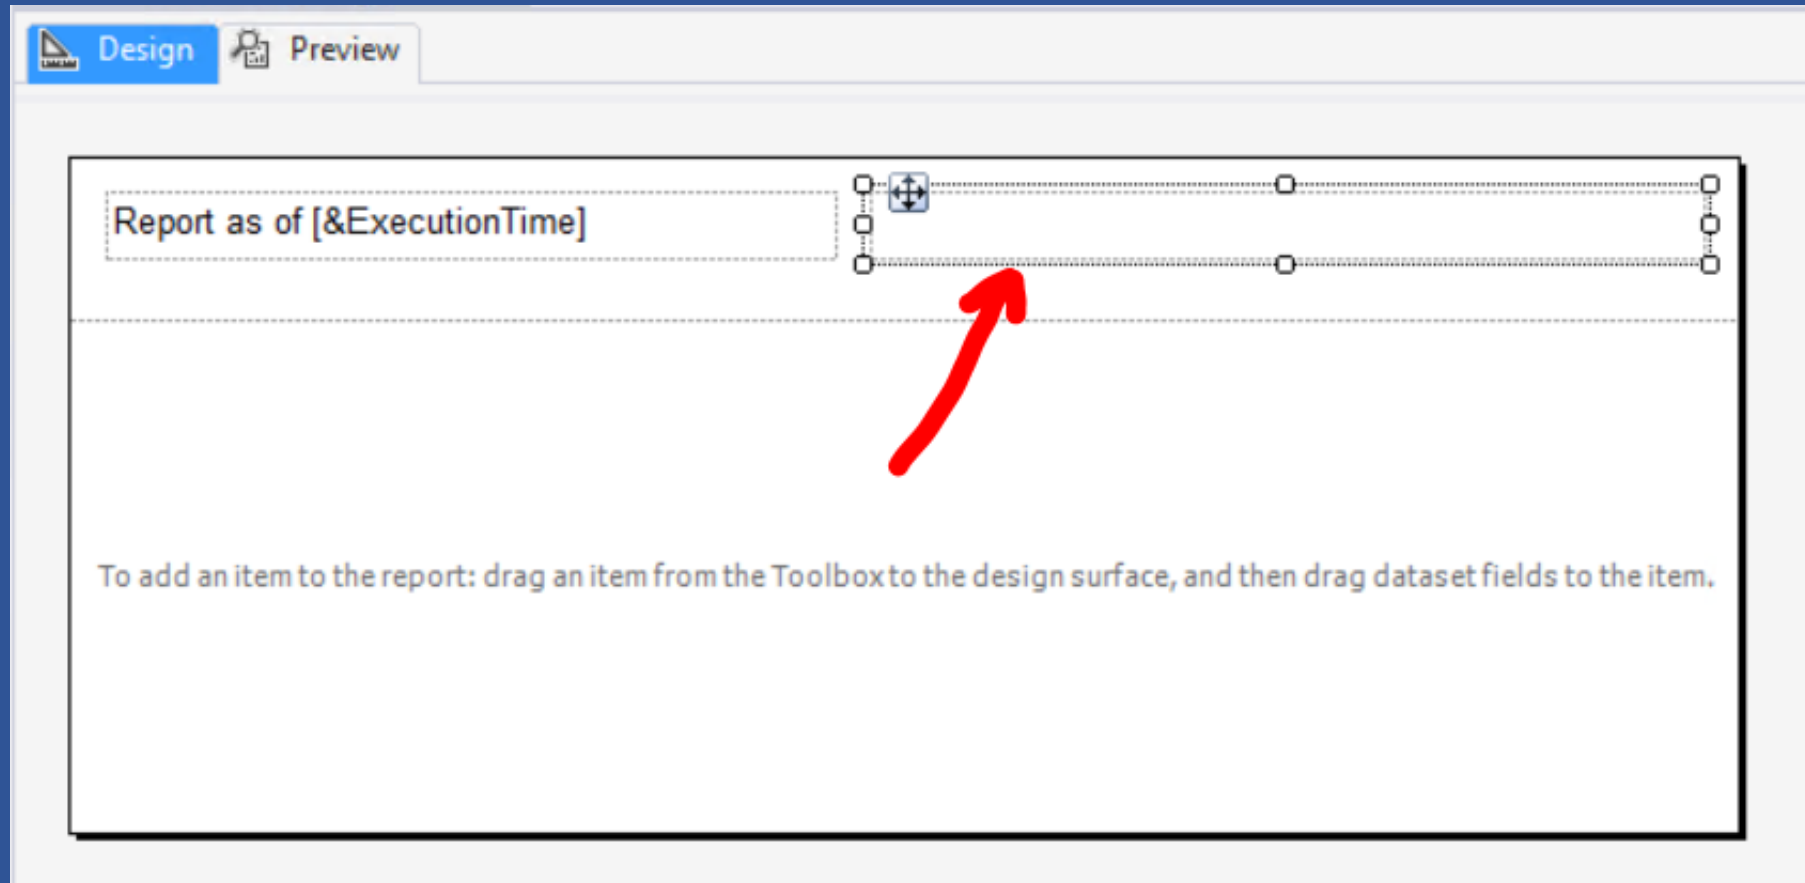 Design Preview
Report as of [&ExecutionTime]
To add an item to the report: drag an item from the Toolbox to the design surface, and then drag dataset fields to the item.